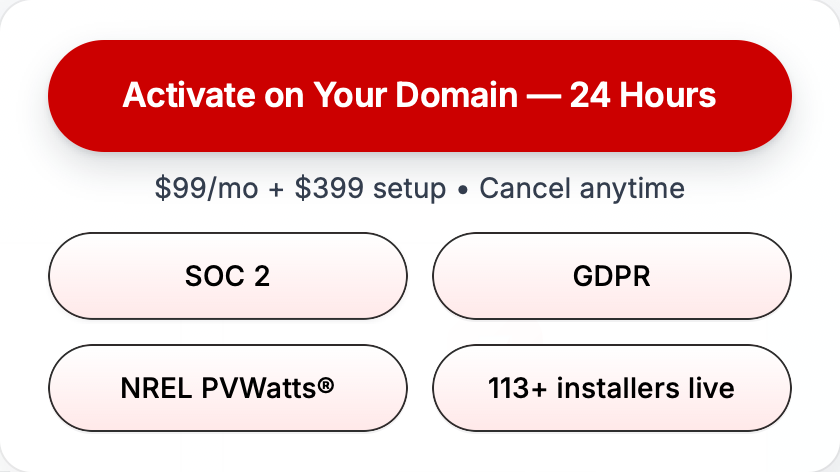 Activate on Your Domain — 24 Hours
$99/mo + $399 setup • Cancel anytime
SOC 2
GDPR
NREL PVWatts®
113+ installers live